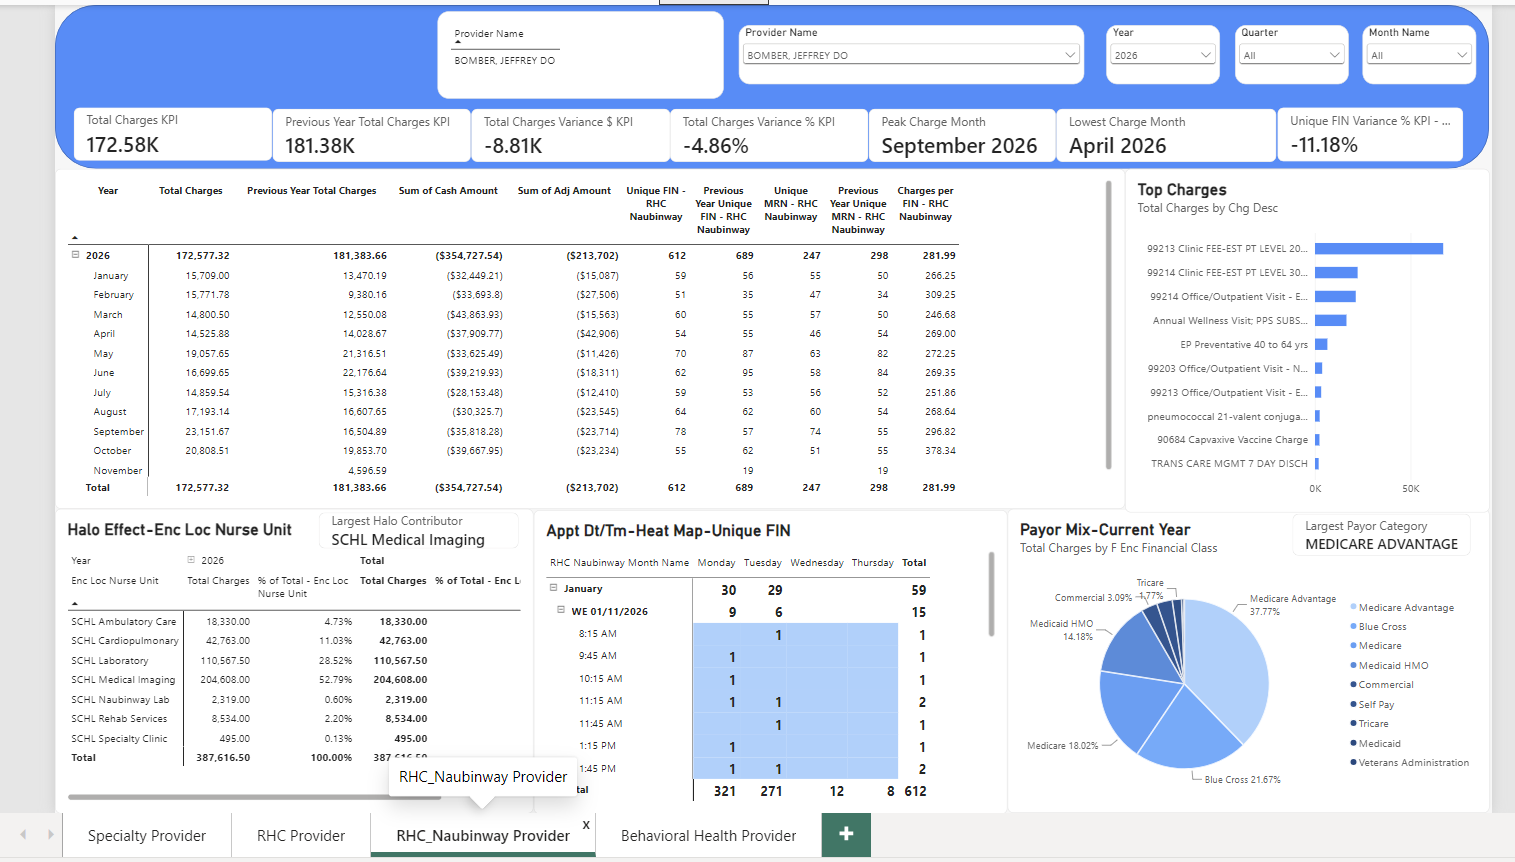 Provider Name
BOMBER, JEFFREY DO
Provider Name
BOMBER, JEFFREY DO
Year
2026
Quarter
All
Month Name
All
Total Charges KPI
172.58K
Previous Year Total Charges KPI
181.38K
Total Charges Variance $ KPI
-8.81K
Total Charges Variance % KPI
-4.86%
Peak Charge Month
September 2026
Lowest Charge Month
April 2026
Unique FIN Variance % KPI - ...
-11.18%
Year Total Charges Previous Year Total Charges Sum of Cash Amount Sum of Adj Amount Unique FIN - RHC Naubinway Previous Year Unique FIN - RHC Naubinway Unique MRN - RHC Naubinway Previous Year Unique MRN - RHC Naubinway Charges per FIN - RHC Naubinway
2026 172,577.32 181,383.66 ($354,727.54) ($213,702) 612 689 247 298 281.99
January 15,709.00 13,470.19 ($32,449.21) ($15,087) 59 56 55 50 266.25
February 15,771.78 9,380.16 ($33,693.8) ($27,506) 51 35 47 34 309.25
March 14,800.50 12,550.08 ($43,863.93) ($15,563) 60 55 57 50 246.68
April 14,525.88 14,028.67 ($37,909.77) ($42,906) 54 55 46 54 269.00
May 19,057.65 21,316.51 ($33,625.49) ($11,426) 70 87 63 82 272.25
June 16,699.65 22,176.64 ($39,219.93) ($18,311) 62 95 58 84 269.35
July 14,859.54 15,316.38 ($28,153.48) ($12,410) 59 53 56 52 251.86
August 17,193.14 16,607.65 ($30,325.7) ($23,545) 64 62 60 54 268.64
September 23,151.67 16,504.89 ($35,818.28) ($23,714) 78 57 74 55 296.82
October 20,808.51 19,853.70 ($39,667.95) ($23,234) 55 62 51 55 378.34
November 4,596.59 19 19
Total 172,577.32 181,383.66 ($354,727.54) ($213,702) 612 689 247 298 281.99
Top Charges
Total Charges by Chg Desc
99213 Clinic FEE-EST PT LEVEL 20...
99214 Clinic FEE-EST PT LEVEL 30...
99214 Office/Outpatient Visit - E...
Annual Wellness Visit; PPS SUBS...
EP Preventative 40 to 64 yrs
99203 Office/Outpatient Visit - N...
99213 Office/Outpatient Visit - E...
pneumococcal 21-valent conjuga...
90684 Capvaxive Vaccine Charge
TRANS CARE MGMT 7 DAY DISCH
0K 50K
Halo Effect-Enc Loc Nurse Unit
Largest Halo Contributor
SCHL Medical Imaging
Year 2026 Total
Enc Loc Nurse Unit Total Charges % of Total - Enc Loc Nurse Unit Total Charges % of Total - Enc L
SCHL Ambulatory Care 18,330.00 4.73% 18,330.00
SCHL Cardiopulmonary 42,763.00 11.03% 42,763.00
SCHL Laboratory 110,567.50 28.52% 110,567.50
SCHL Medical Imaging 204,608.00 52.79% 204,608.00
SCHL Naubinway Lab 2,319.00 0.60% 2,319.00
SCHL Rehab Services 8,534.00 2.20% 8,534.00
SCHL Specialty Clinic 495.00 0.13% 495.00
Total 387,616.50 100.00%
RHC_Naubinway Provider
Appt Dt/Tm-Heat Map-Unique FIN
RHC Naubinway Month Name Monday Tuesday Wednesday Thursday Total
January 30 29 59
WE 01/11/2026 9 6 15
8:15 AM 1 1
9:45 AM 1 1
10:15 AM 1 1
11:15 AM 1 1 2
11:45 AM 1 1
1:15 PM 1 1
1:45 PM 1 1 2
tal 321 271 12 8 612
Payor Mix-Current Year
Total Charges by F Enc Financial Class
Largest Payor Category
MEDICARE ADVANTAGE
Tricare
1.77%
Commercial 3.09%
Medicaid HMO
14.18%
Medicare 18.02%
Blue Cross 21.67%
Medicare Advantage
37.77%
Medicare Advantage
Blue Cross
Medicare
Medicaid HMO
Commercial
Self Pay
Tricare
Medicaid
Veterans Administration
Specialty Provider
RHC Provider
RHC_Naubinway Provider
x
Behavioral Health Provider
+